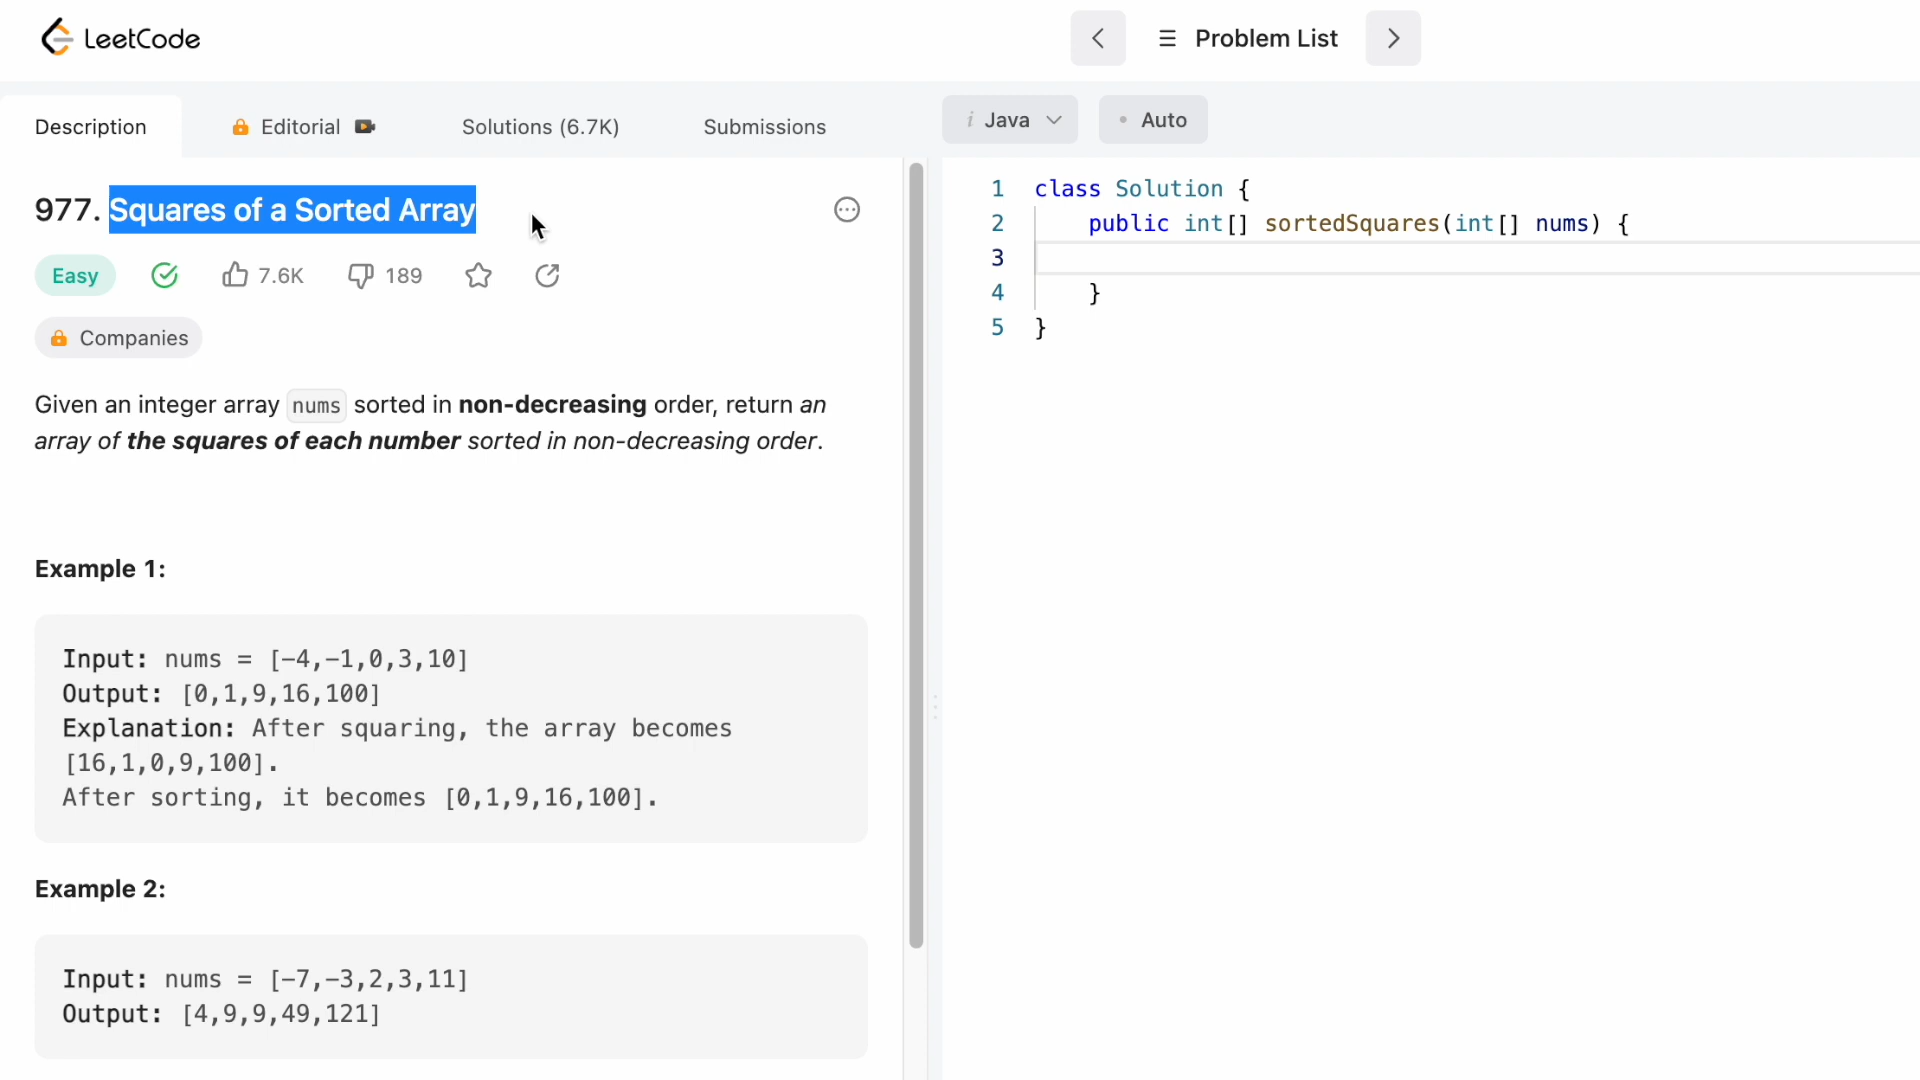 LeetCode
Problem List
Description
Editorial
Solutions (6.7K)
Submissions
i Java
• Auto
977. Squares of a Sorted Array
Easy
7.6K
189
Companies
Given an integer array nums sorted in non-decreasing order, return an
array of the squares of each number sorted in non-decreasing order.
Example 1:
Input: nums = [-4,-1,0,3,10]
Output: [0,1,9,16,100]
Explanation: After squaring, the array becomes
[16,1,0,9,100].
After sorting, it becomes [0,1,9,16,100].
Example 2:
Input: nums = [-7,-3,2,3,11]
Output: [4,9,9,49,121]
1 class Solution {
2 public int[] sortedSquares(int[] nums) {
3
4 }
5 }